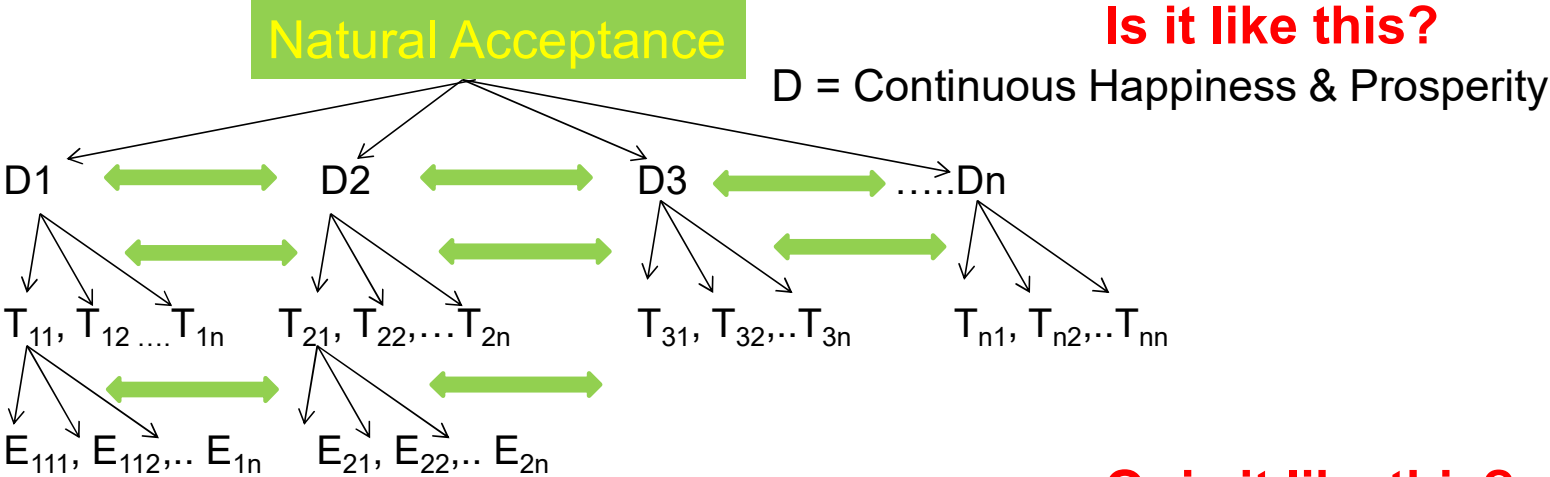 Natural Acceptance
Is it like this?
D = Continuous Happiness & Prosperity
D1 D2 D3 …..Dn
T₁₁, T₁₂ ....T₁ₙ T₂₁, T₂₂,…T₂ₙ T₃₁, T₃₂,..T₃ₙ Tₙ₁, Tₙ₂,..Tₙₙ
E₁₁₁, E₁₁₂,.. E₁ₙ E₂₁, E₂₂,.. E₂ₙ